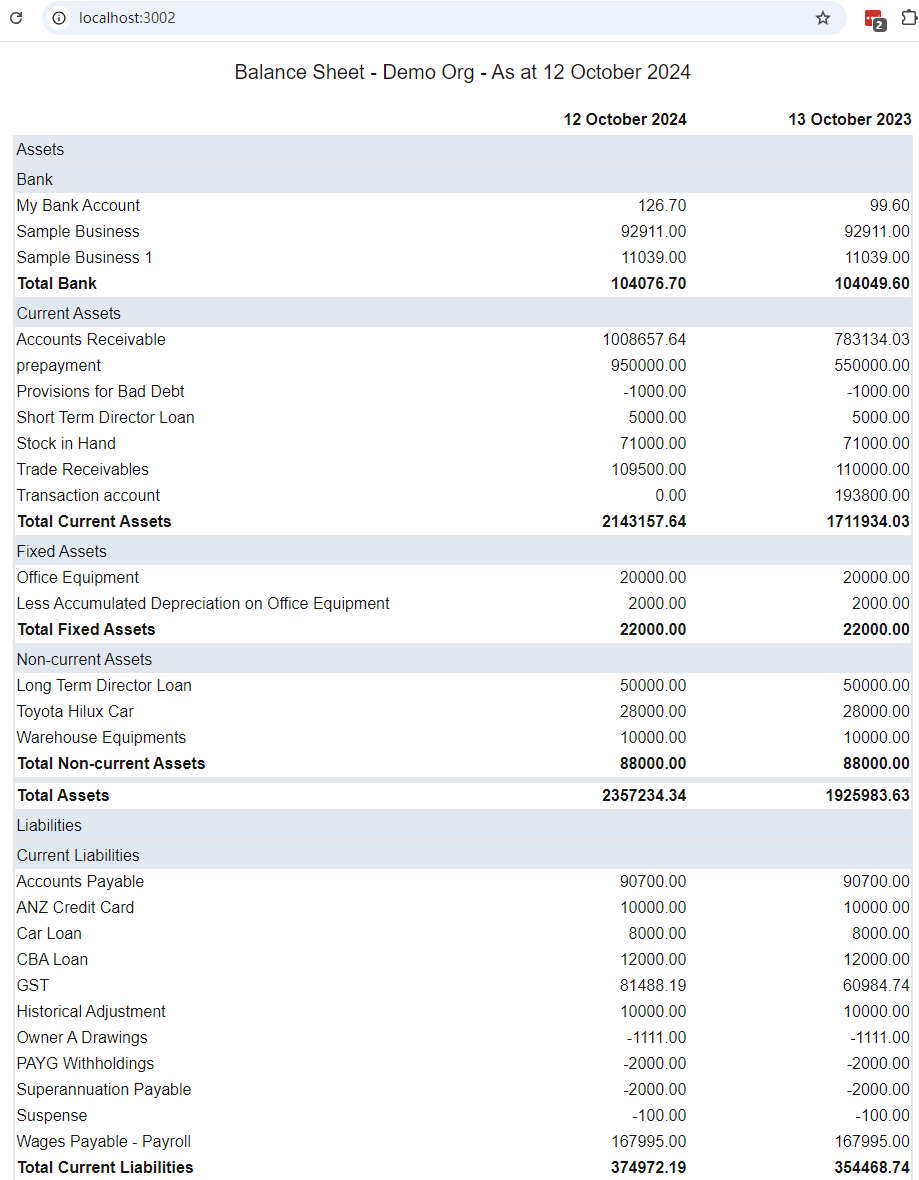 localhost:3002
2
Balance Sheet - Demo Org - As at 12 October 2024
12 October 2024 13 October 2023
Assets
Bank
My Bank Account 126.70 99.60
Sample Business 92911.00 92911.00
Sample Business 1 11039.00 11039.00
Total Bank 104076.70 104049.60
Current Assets
Accounts Receivable 1008657.64 783134.03
prepayment 950000.00 550000.00
Provisions for Bad Debt -1000.00 -1000.00
Short Term Director Loan 5000.00 5000.00
Stock in Hand 71000.00 71000.00
Trade Receivables 109500.00 110000.00
Transaction account 0.00 193800.00
Total Current Assets 2143157.64 1711934.03
Fixed Assets
Office Equipment 20000.00 20000.00
Less Accumulated Depreciation on Office Equipment 2000.00 2000.00
Total Fixed Assets 22000.00 22000.00
Non-current Assets
Long Term Director Loan 50000.00 50000.00
Toyota Hilux Car 28000.00 28000.00
Warehouse Equipments 10000.00 10000.00
Total Non-current Assets 88000.00 88000.00
Total Assets 2357234.34 1925983.63
Liabilities
Current Liabilities
Accounts Payable 90700.00 90700.00
ANZ Credit Card 10000.00 10000.00
Car Loan 8000.00 8000.00
CBA Loan 12000.00 12000.00
GST 81488.19 60984.74
Historical Adjustment 10000.00 10000.00
Owner A Drawings -1111.00 -1111.00
PAYG Withholdings -2000.00 -2000.00
Superannuation Payable -2000.00 -2000.00
Suspense -100.00 -100.00
Wages Payable - Payroll 167995.00 167995.00
Total Current Liabilities 374972.19 354468.74